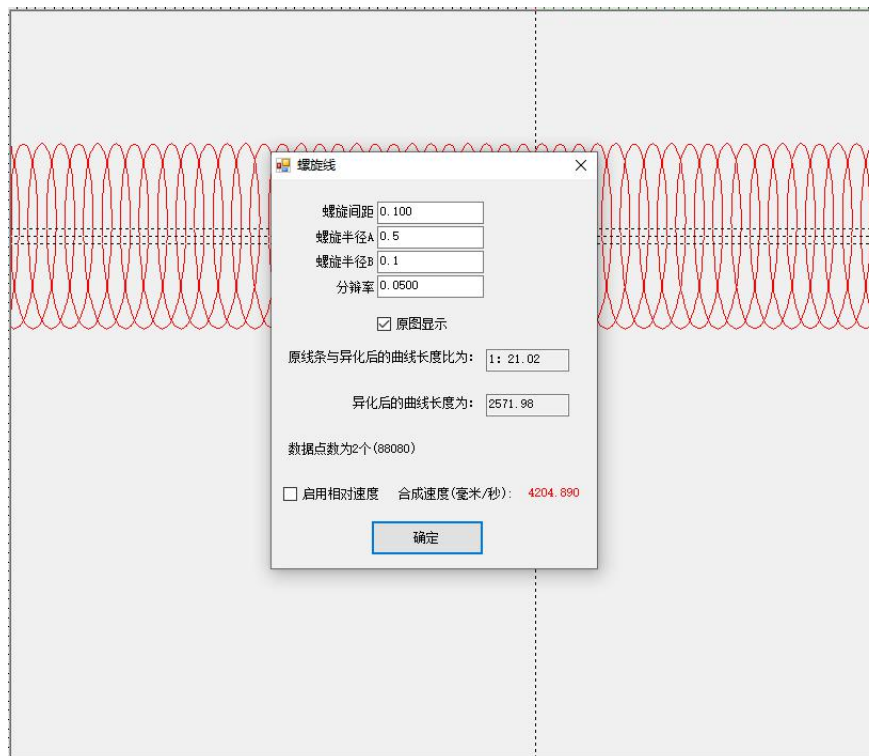 螺旋线
螺旋间距 0.100
螺旋半径A 0.5
螺旋半径B 0.1
分辩率 0.0500
原图显示
原线条与异化后的曲线长度比为: 1: 21.02
异化后的曲线长度为: 2571.98
数据点数为2个(88080)
启用相对速度 合成速度(毫米/秒): 4204.890
确定